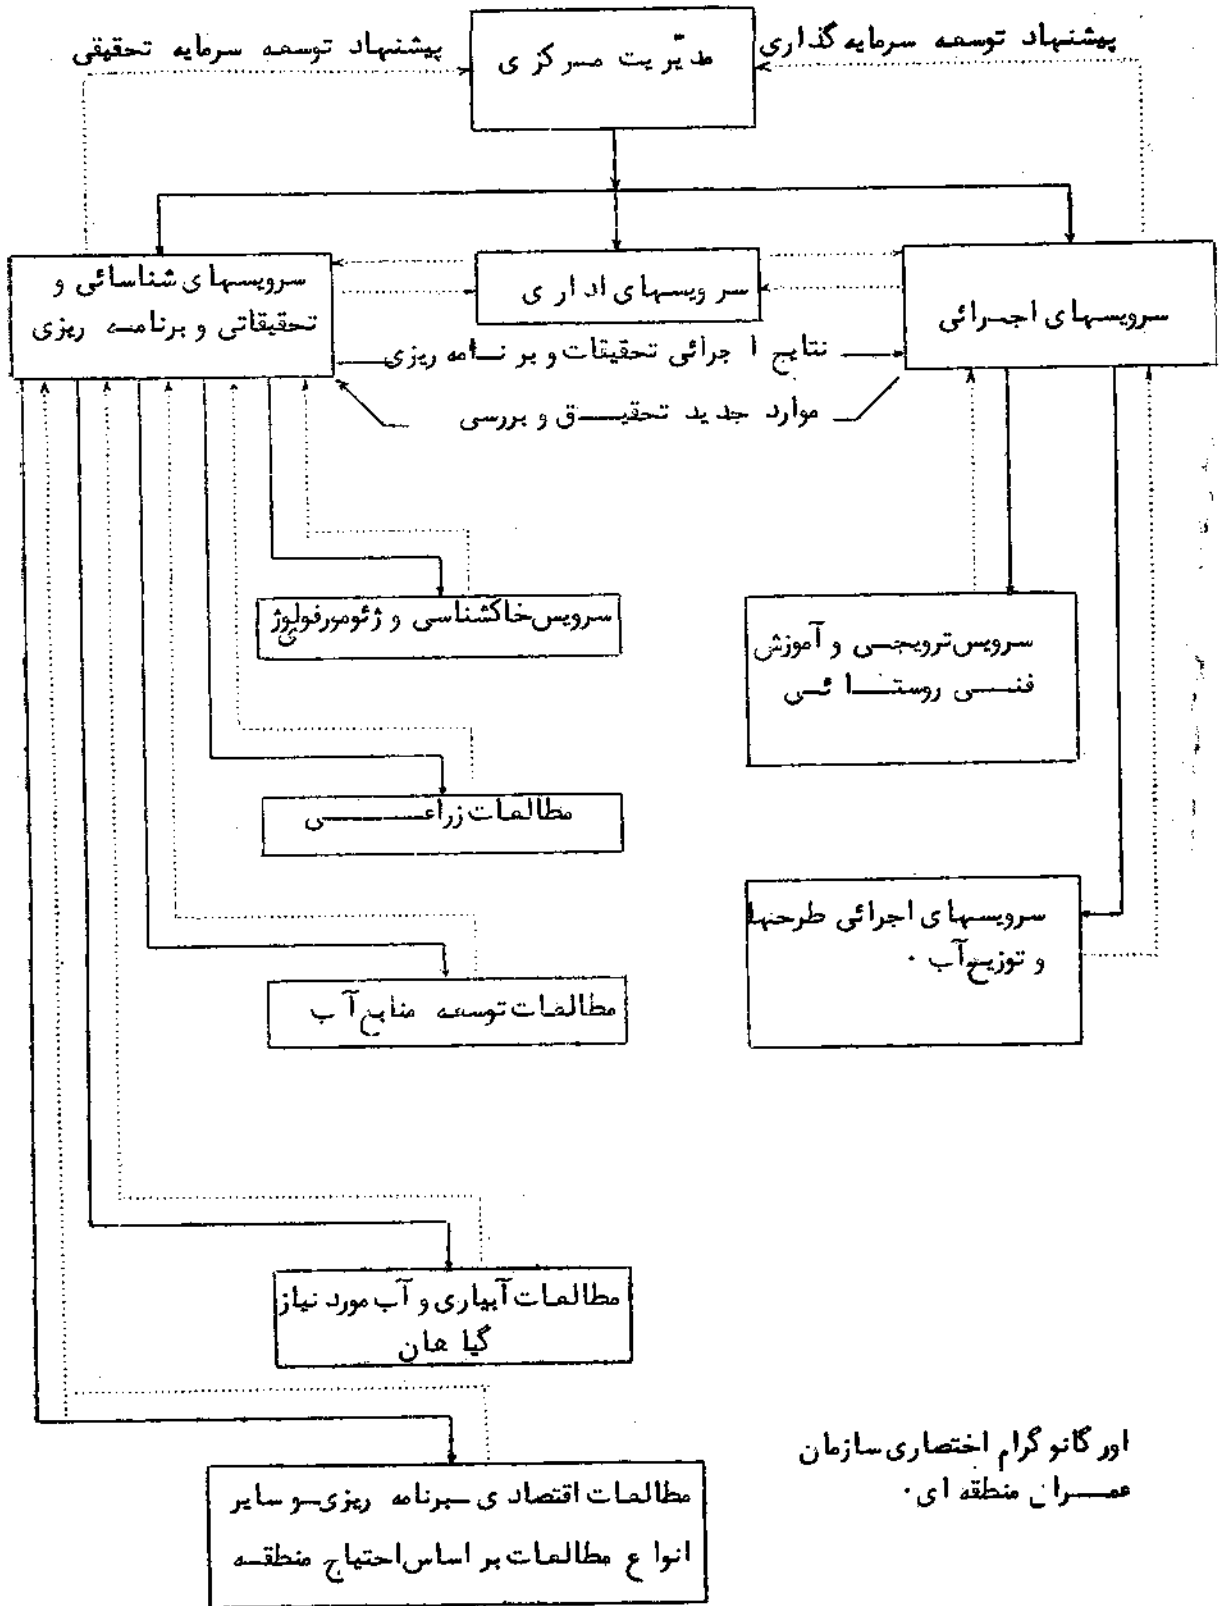 پیشنهاد توسعه سرمایه گذاری
مدیّریت مرکزی
پیشنهاد توسعه سرمایه تحقیقی
سرویسهای اجرائی
سرویسهای اداری
سرویسهای شناسائی و
تحقیقاتی و برنامه ریزی
نتایج اجرائی تحقیقات و برنامه ریزی
موارد جدید تحقیق و بررسی
سرویس خاکشناسی و ژئومورفولوژی
سرویس ترویجی و آموزش
فنی روستائی
مطالعات زراعی
سرویسهای اجرائی طرحها
و توزیع آب .
مطالعات توسعه منابع آب
مطالعات آبیاری و آب مورد نیاز
گیاهان
مطالعات اقتصادی - برنامه ریزی - و سایر
انواع مطالعات بر اساس احتیاج منطقه
اورگانوگرام اختصاری سازمان
عمران منطقه ای .